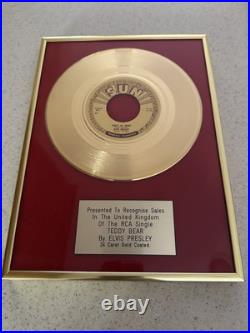 SUN
Presented To Recognise Sales
In The United Kingdom
Of The RCA Single
TEDDY BEAR
By ELVIS PRESLEY
24 Carat Gold Coated